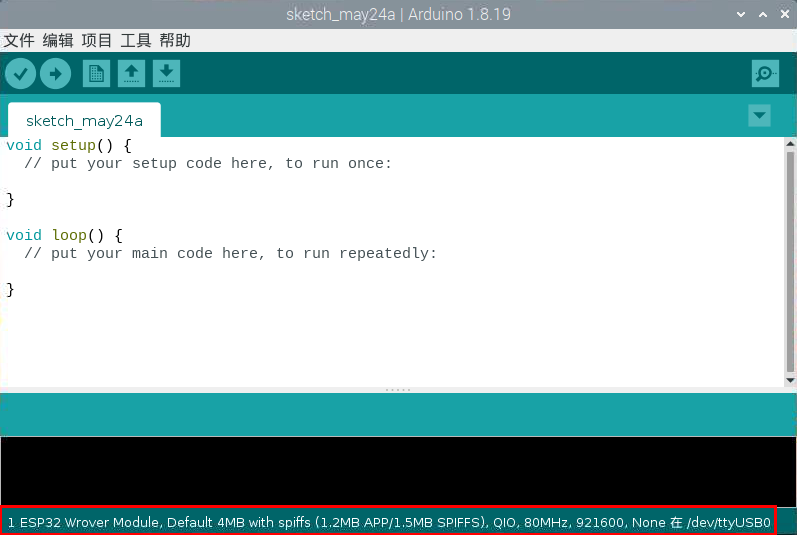 sketch_may24a | Arduino 1.8.19
文件 编辑 项目 工具 帮助
sketch_may24a
void setup() {
  // put your setup code here, to run once:
}
void loop() {
  // put your main code here, to run repeatedly:
}
1 ESP32 Wrover Module, Default 4MB with spiffs (1.2MB APP/1.5MB SPIFFS), QIO, 80MHz, 921600, None 在 /dev/ttyUSB0